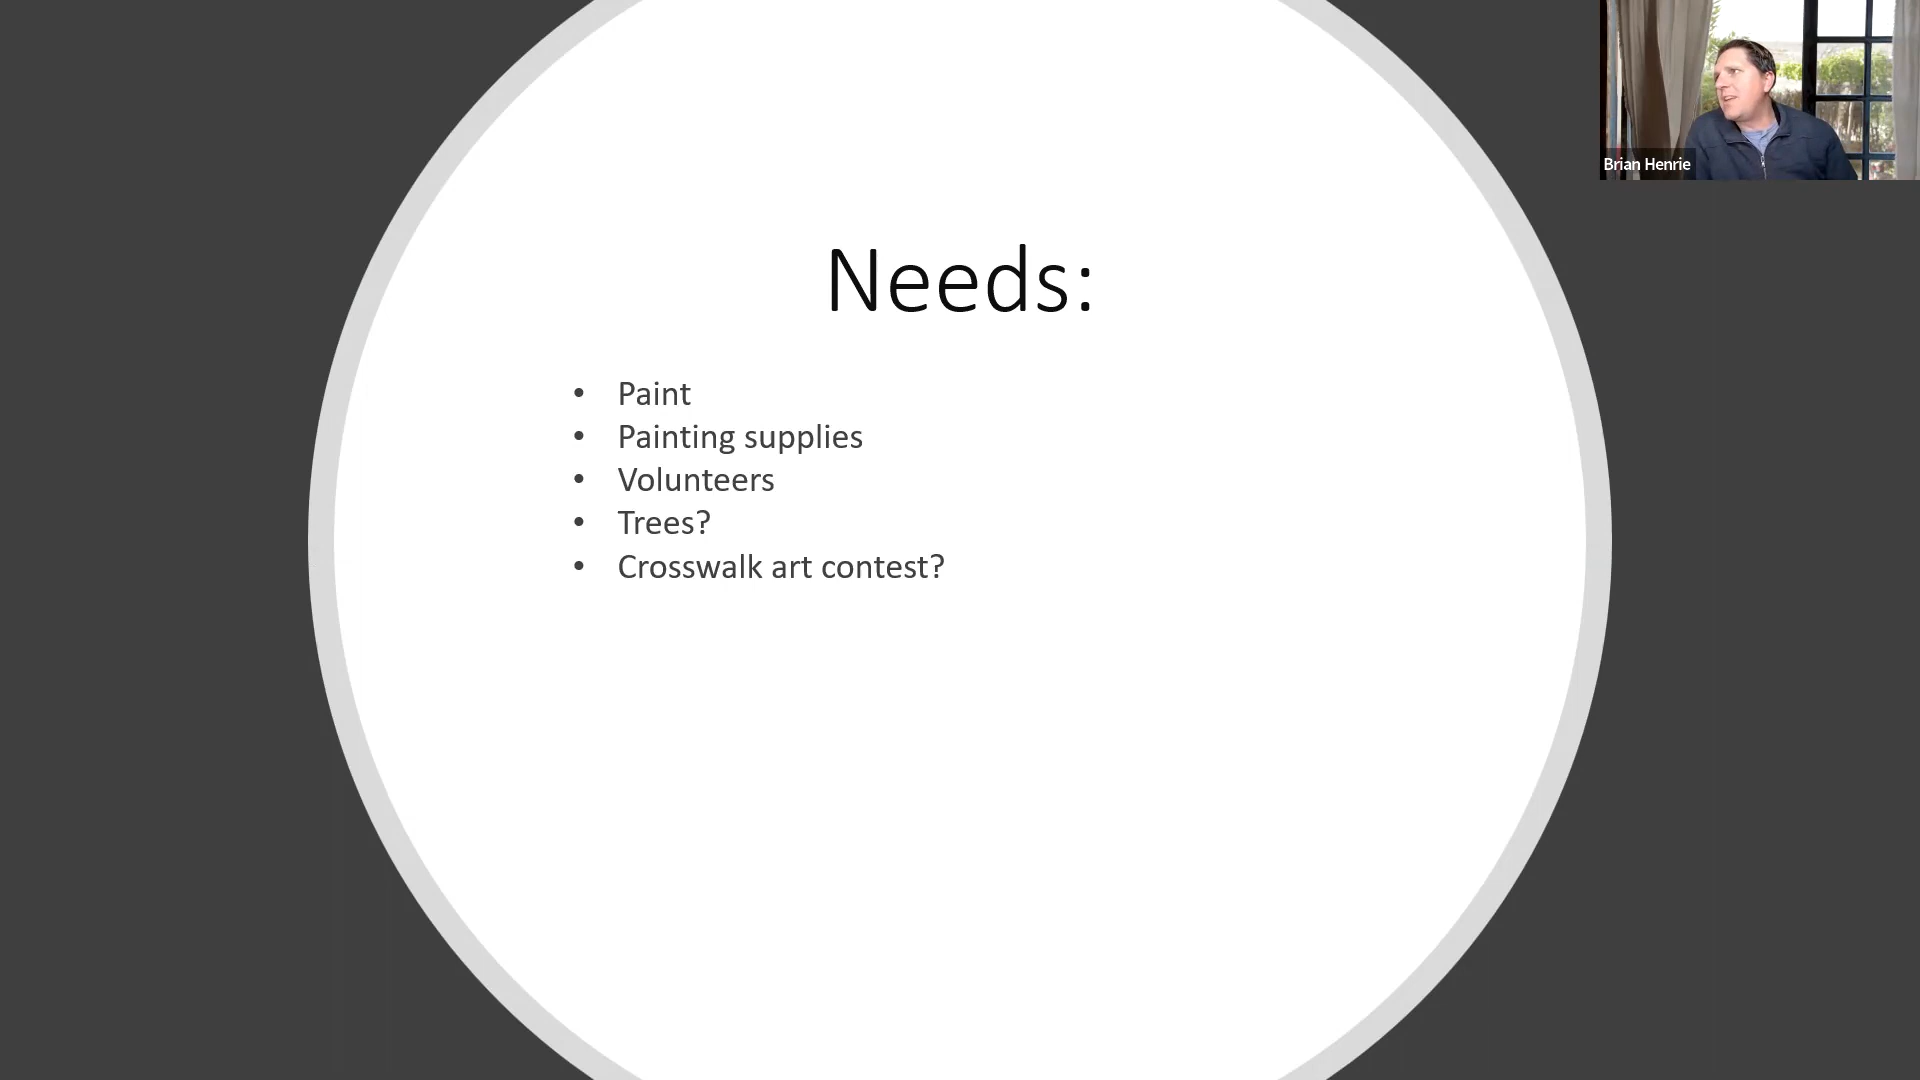 Brian Henrie
Needs:
• Paint
• Painting supplies
• Volunteers
• Trees?
• Crosswalk art contest?